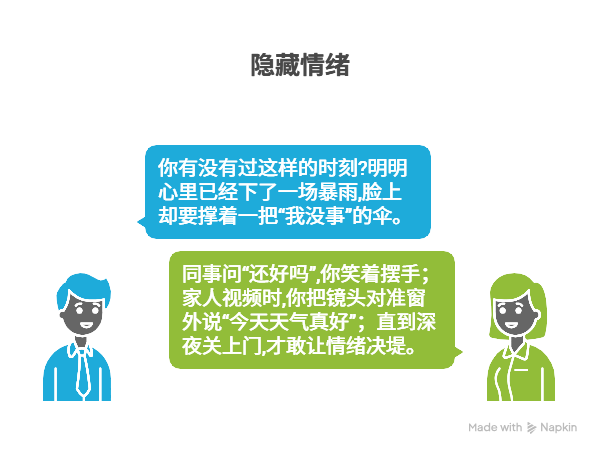 隐藏情绪
你有没有过这样的时刻?明明
心里已经下了一场暴雨,脸上
却要撑着一把“我没事”的伞。
同事问“还好吗”,你笑着摆手；
家人视频时,你把镜头对准窗
外说“今天天气真好”；直到深
夜关上门,才敢让情绪决堤。
Made with Napkin